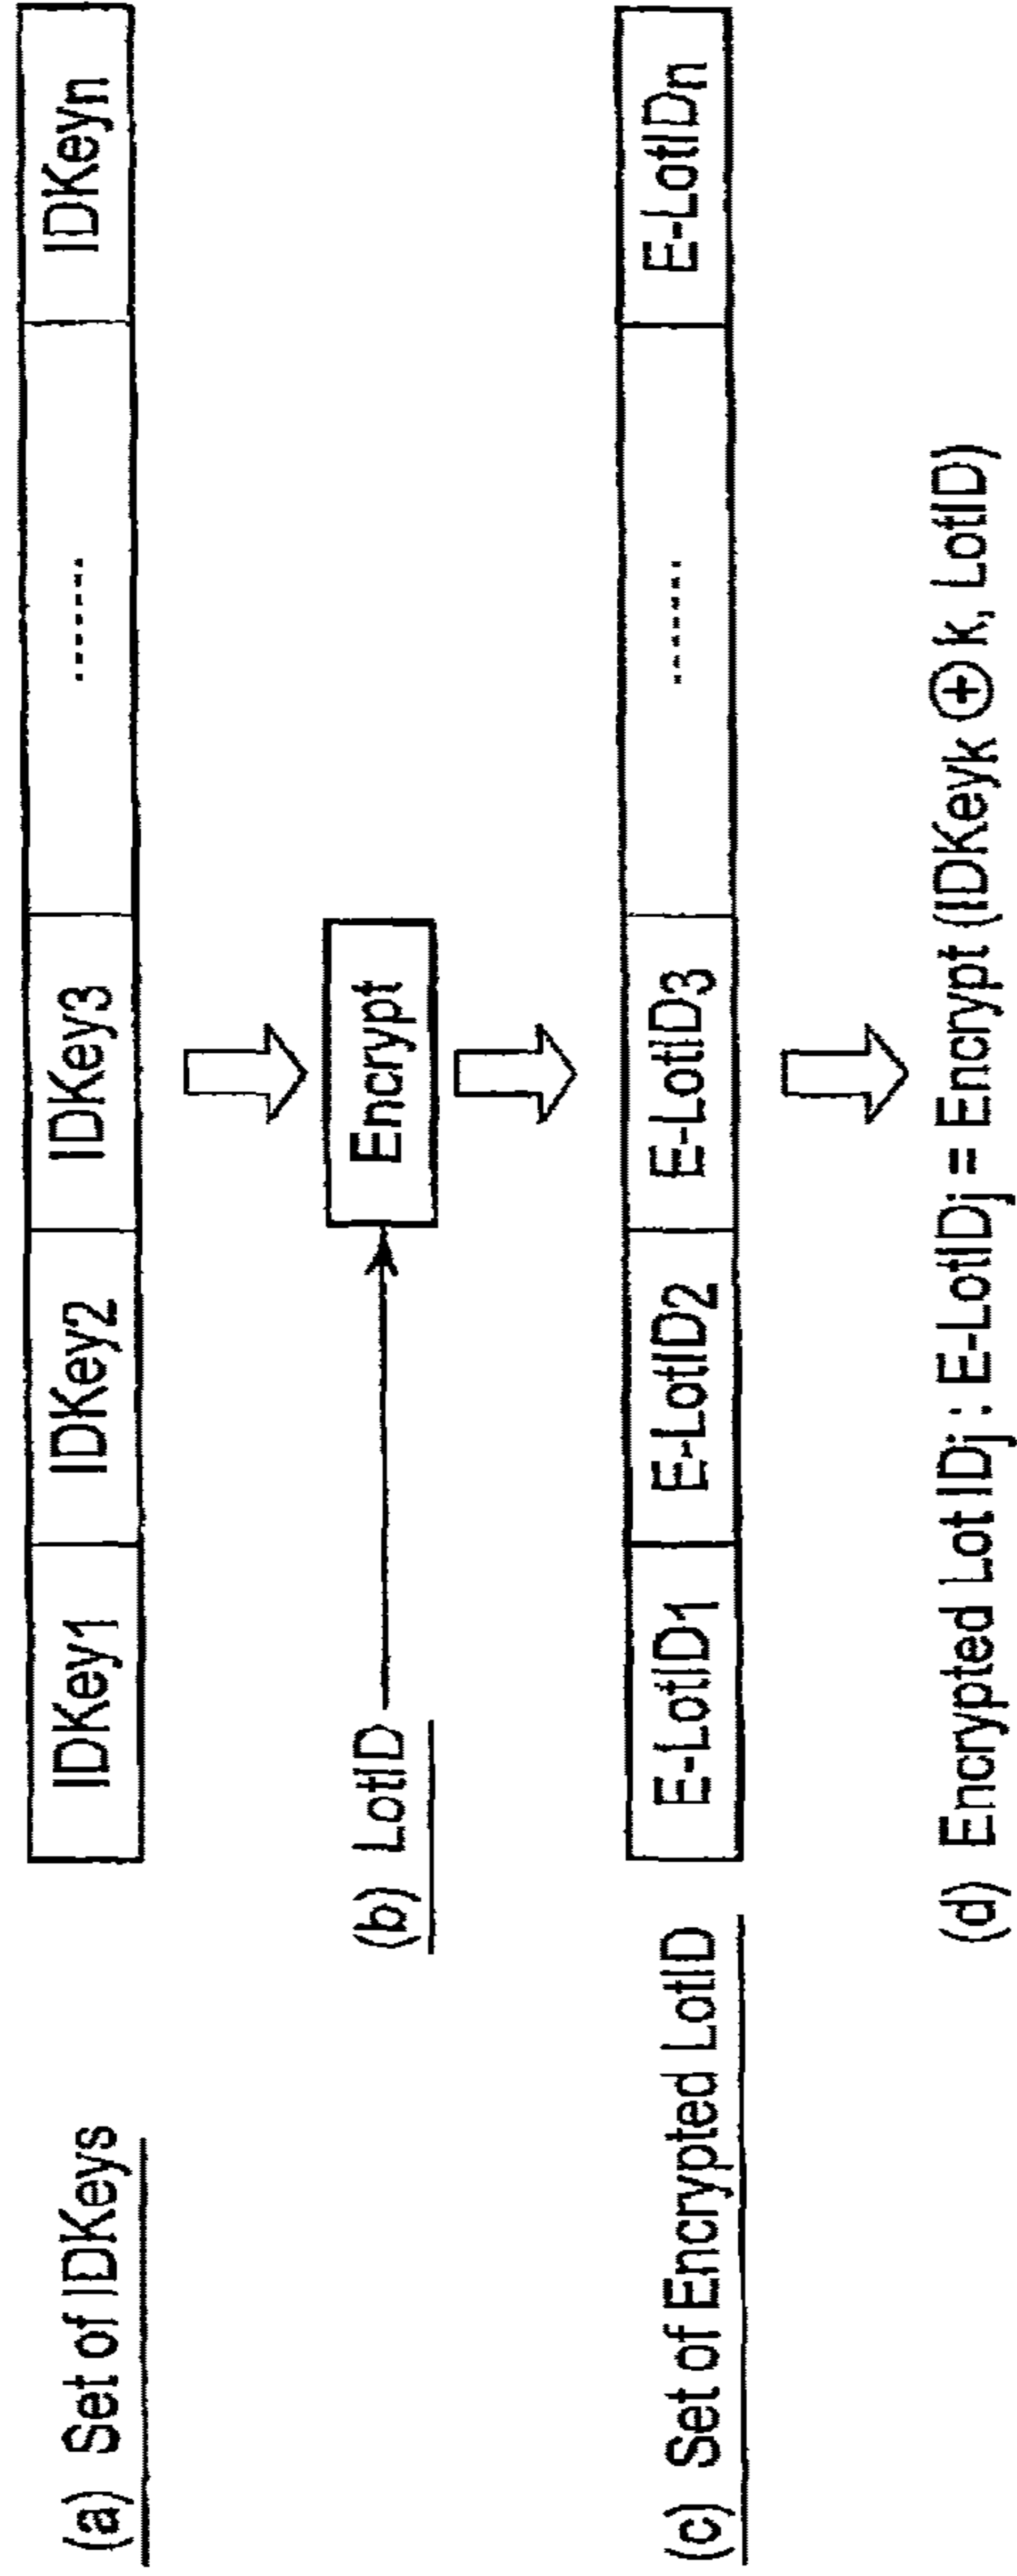 (a) Set of IDKeys
IDKey1 IDKey2 IDKey3 ....... IDKeyn
(b) LotID
Encrypt
(c) Set of Encrypted LotID
E-LotID1 E-LotID2 E-LotID3 ....... E-LotIDn
(d) Encrypted Lot IDj : E-LotIDj = Encrypt (IDKeyk ⊕ k, LotID)